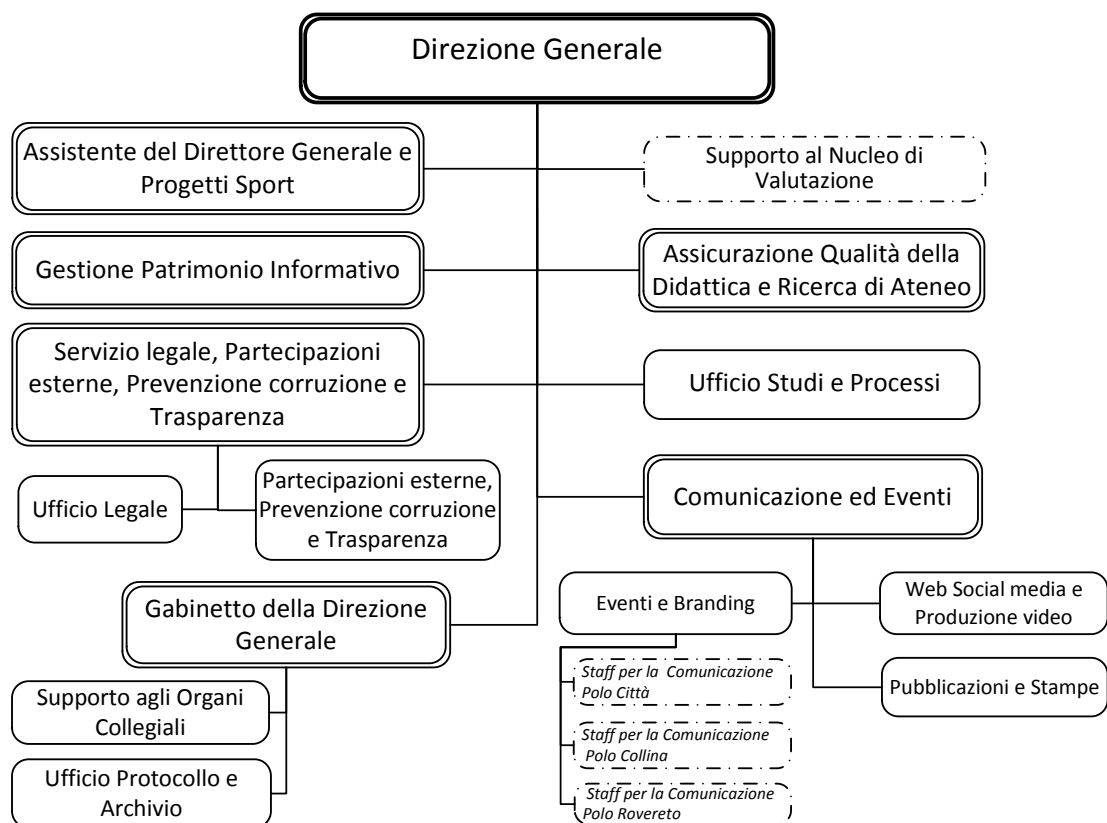 Direzione Generale
Assistente del Direttore Generale e
Progetti Sport
Supporto al Nucleo di
Valutazione
Gestione Patrimonio Informativo
Assicurazione Qualità della
Didattica e Ricerca di Ateneo
Servizio legale, Partecipazioni
esterne, Prevenzione corruzione e
Trasparenza
Ufficio Studi e Processi
Ufficio Legale
Partecipazioni esterne,
Prevenzione corruzione
e Trasparenza
Comunicazione ed Eventi
Gabinetto della Direzione
Generale
Eventi e Branding
Web Social media e
Produzione video
Staff per la Comunicazione
Polo Città
Pubblicazioni e Stampe
Supporto agli Organi
Collegiali
Staff per la Comunicazione
Polo Collina
Ufficio Protocollo e
Archivio
Staff per la Comunicazione
Polo Rovereto